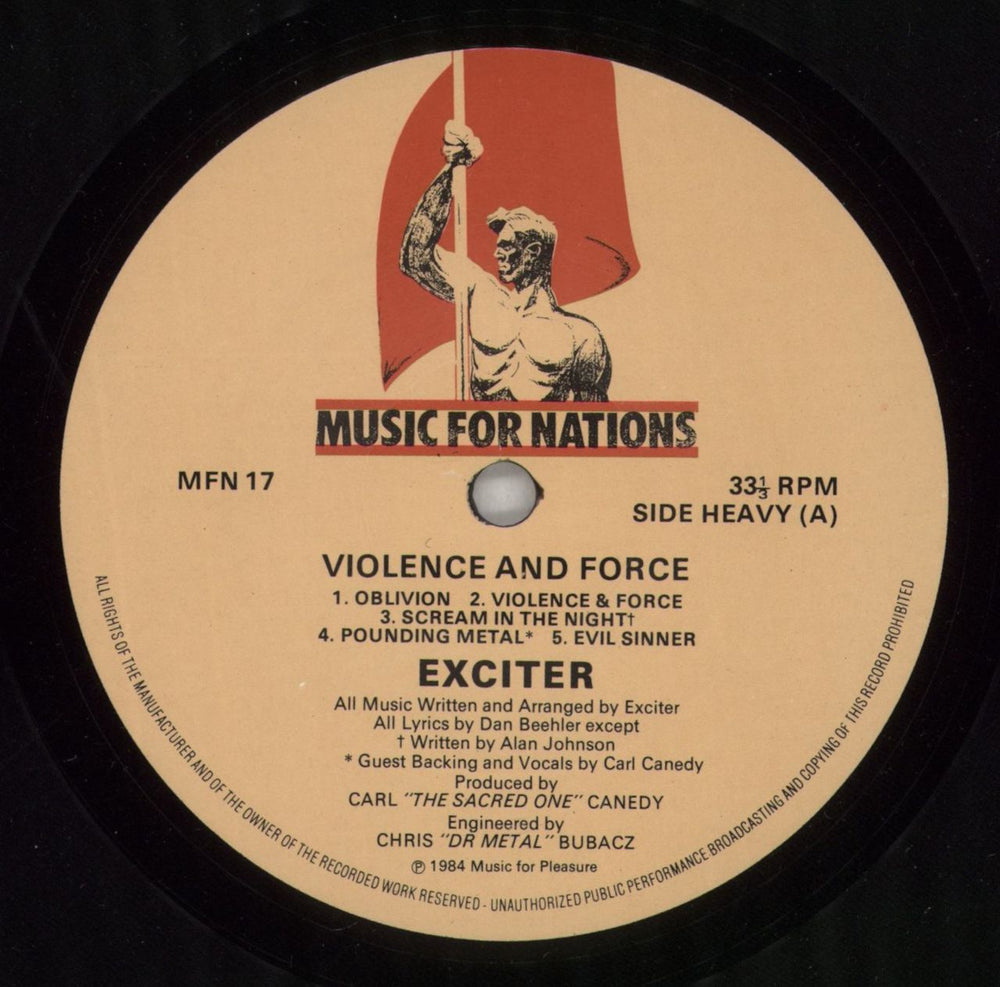 MUSIC FOR NATIONS
MFN 17
33⅓ RPM
SIDE HEAVY (A)
VIOLENCE AND FORCE
1. OBLIVION 2. VIOLENCE & FORCE
3. SCREAM IN THE NIGHT†
4. POUNDING METAL* 5. EVIL SINNER
EXCITER
All Music Written and Arranged by Exciter
All Lyrics by Dan Beehler except
† Written by Alan Johnson
* Guest Backing and Vocals by Carl Canedy
Produced by
CARL "THE SACRED ONE" CANEDY
Engineered by
CHRIS "DR METAL" BUBACZ
℗ 1984 Music for Pleasure
ALL RIGHTS OF THE MANUFACTURER AND OF THE OWNER OF THE RECORDED WORK RESERVED - UNAUTHORIZED PUBLIC PERFORMANCE BROADCASTING AND COPYING OF THIS RECORD PROHIBITED